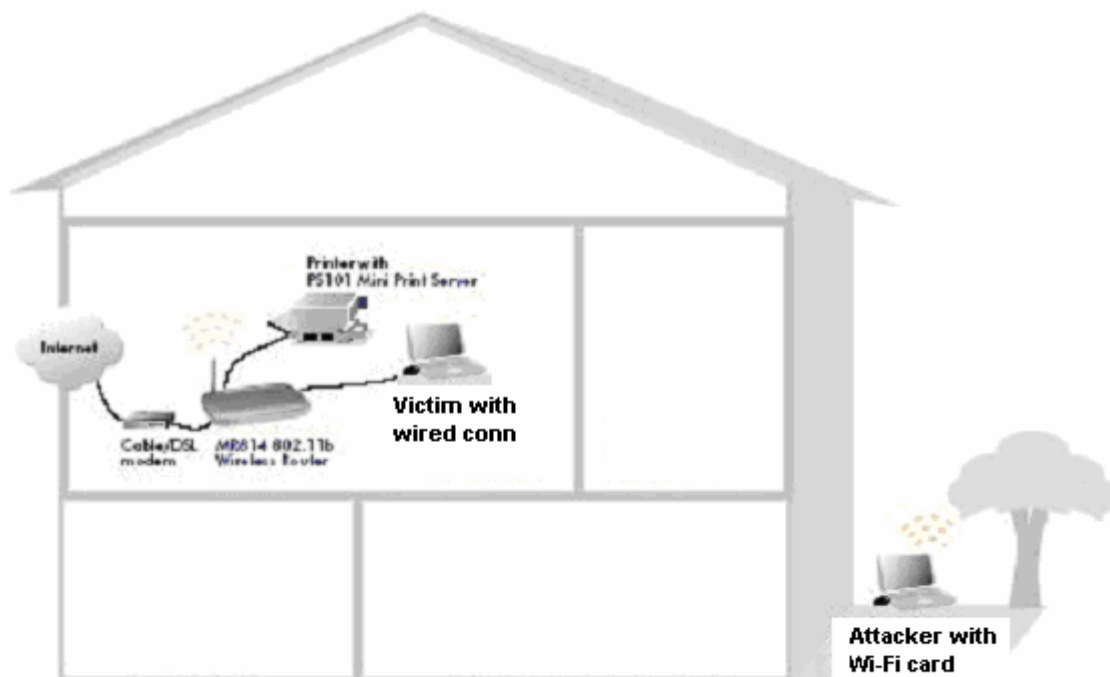 Printer with
PS101 Mini Print Server
Internet
Victim with
wired conn
Cable/DSL
modem
MR814 802.11b
Wireless Router
Attacker with
Wi-Fi card